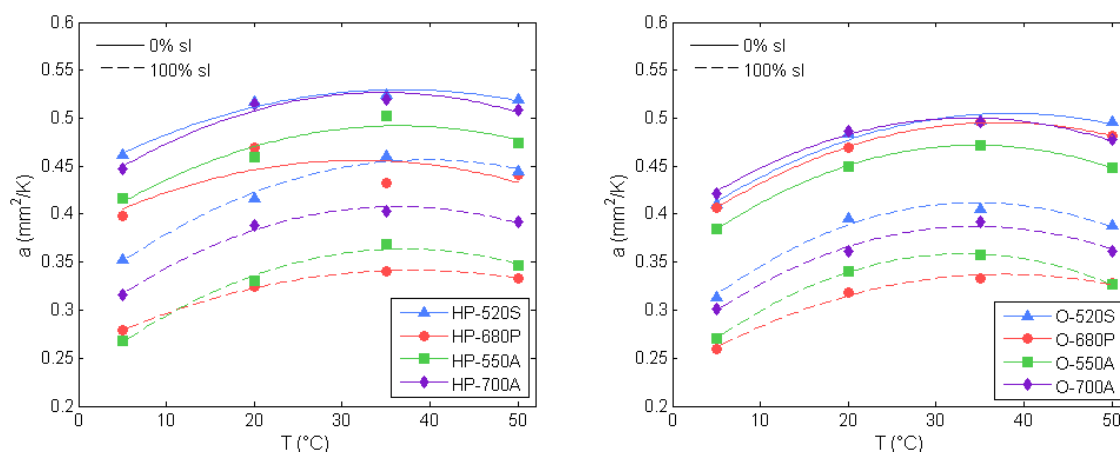 0.6
0.55
0.5
0.45
0.4
0.35
0.3
0.25
0.2
a (mm²/K)
0% sl
100% sl
HP-520S
HP-680P
HP-550A
HP-700A
0 10 20 30 40 50
T (°C)
0.6
0.55
0.5
0.45
0.4
0.35
0.3
0.25
0.2
a (mm²/K)
0% sl
100% sl
O-520S
O-680P
O-550A
O-700A
0 10 20 30 40 50
T (°C)